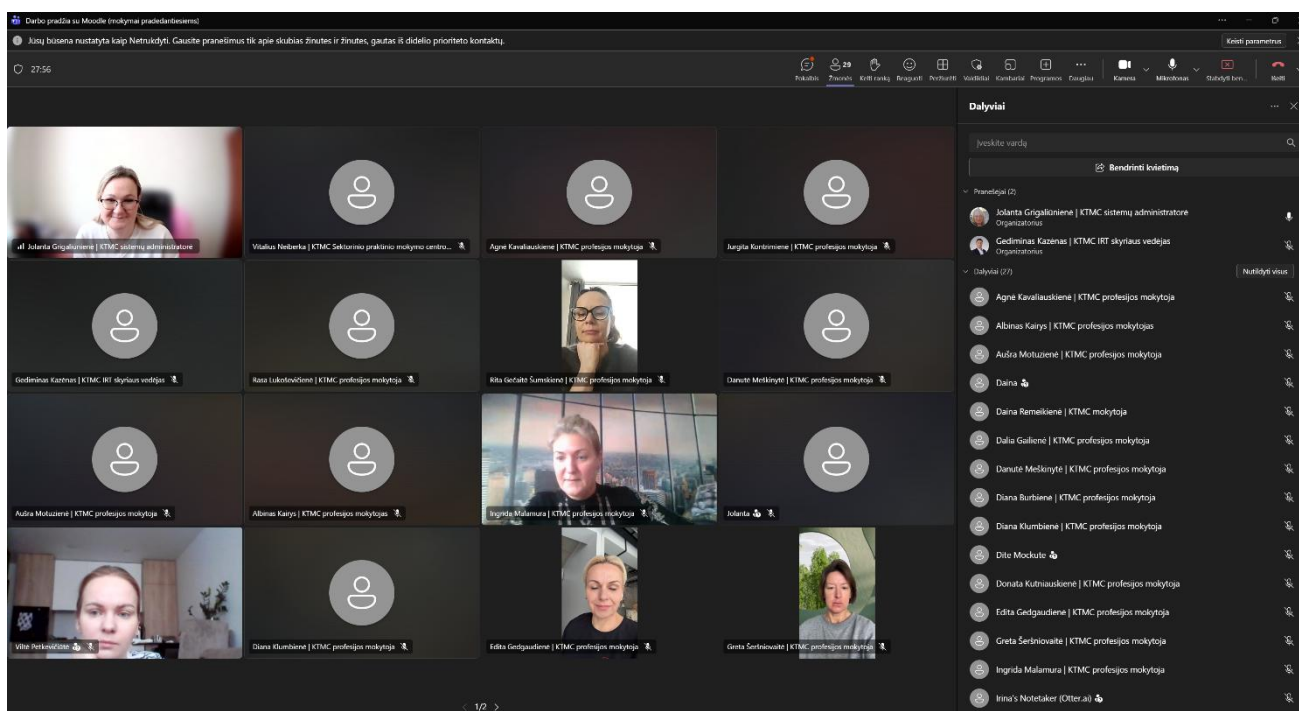 Darbo pradžia su Moodle (mokymai pradedantiesiems)
Jūsų būsena nustatyta kaip Netrukdyti. Gausite pranešimus tik apie skubias žinutes ir žinutes, gautas iš didelio prioriteto kontaktų.
Keisti parametrus
27:56
29
Pokalbis Žmonės Kelti ranką Reaguoti Peržiūrėti Valdikliai Kambariai Programos Daugiau Kamera Mikrofonas Stabdyti ben... Išeiti
Jolanta Grigaliūnienė | KTMC sistemų administratorė
Vitalius Neiberka | KTMC Sektorinio praktinio mokymo centro...
Agnė Kavaliauskienė | KTMC profesijos mokytoja
Jurgita Kontrimienė | KTMC profesijos mokytoja
Gediminas Kazėnas | KTMC IRT skyriaus vedėjas
Rasa Lukoševičienė | KTMC profesijos mokytoja
Rita Gečaitė Šumskienė | KTMC profesijos mokytoja
Danutė Meškinytė | KTMC profesijos mokytoja
Aušra Motuzienė | KTMC profesijos mokytoja
Albinas Kairys | KTMC profesijos mokytojas
Ingrida Malamura | KTMC profesijos mokytoja
Jolanta
Viltė Petkevičiūtė
Diana Klumbienė | KTMC profesijos mokytoja
Edita Gedgaudienė | KTMC profesijos mokytoja
Greta Šeršniovaitė | KTMC profesijos mokytoja
1/2
Dalyviai
Įveskite vardą
Bendrinti kvietimą
Pranešėjai (2)
Jolanta Grigaliūnienė | KTMC sistemų administratorė
Organizatorius
Gediminas Kazėnas | KTMC IRT skyriaus vedėjas
Organizatorius
Dalyviai (27)
Nutildyti visus
Agnė Kavaliauskienė | KTMC profesijos mokytoja
Albinas Kairys | KTMC profesijos mokytojas
Aušra Motuzienė | KTMC profesijos mokytoja
Daina
Daina Remeikienė | KTMC mokytoja
Dalia Gailienė | KTMC profesijos mokytoja
Danutė Meškinytė | KTMC profesijos mokytoja
Diana Burbienė | KTMC profesijos mokytoja
Diana Klumbienė | KTMC profesijos mokytoja
Dite Mockute
Donata Kutniauskienė | KTMC profesijos mokytoja
Edita Gedgaudienė | KTMC profesijos mokytoja
Greta Šeršniovaitė | KTMC profesijos mokytoja
Ingrida Malamura | KTMC profesijos mokytoja
Irina's Notetaker (Otter.ai)